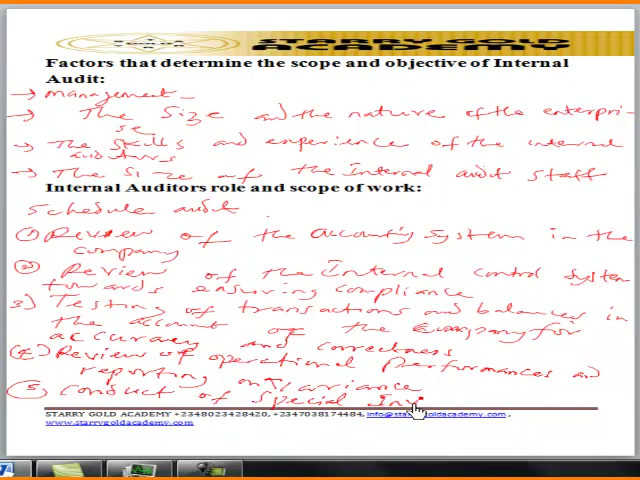 STARRY GOLD
ACADEMY
Factors that determine the scope and objective of Internal
Audit:
→ management -
→ The Size and the nature of the enterpri-
se
→ The Skills and experience of the internal
auditors
→ The Size of the Internal audit staff
Internal Auditors role and scope of work:
Schedule audit
① Review of the Accounting System in the
Company
② Review of the Internal Control System
towards ensuring compliance
3) Testing of transactions and balances in
the account of the Company for
accuracy and correctness
4) Review of operational Performances and
reporting on Variance
⑤ Conduct of Special Inv
STARRY GOLD ACADEMY +2348023428420, +2347038174484, info@starrygoldacademy.com ,
www.starrygoldacademy.com